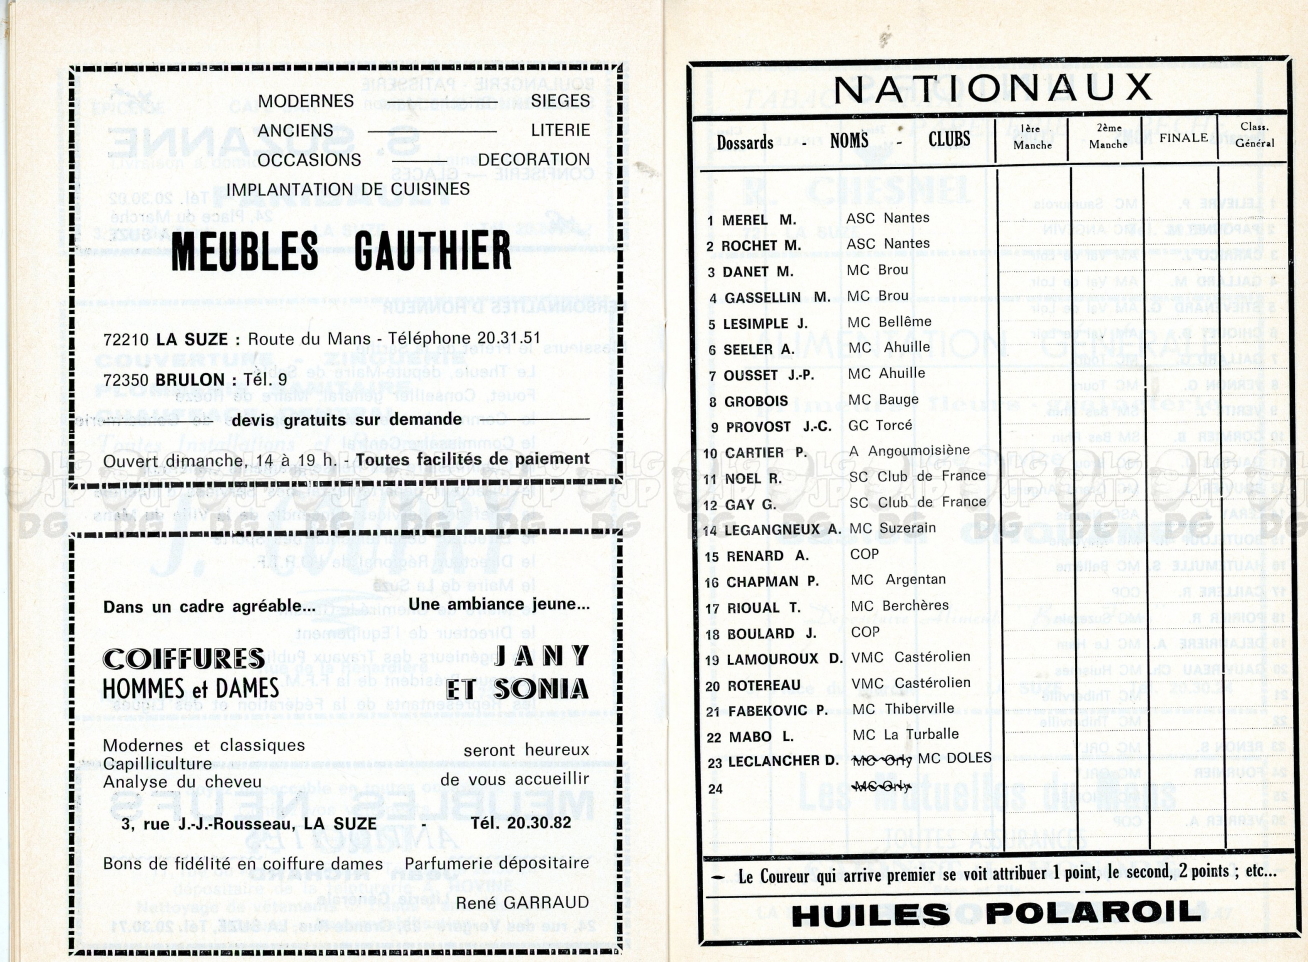 MODERNES SIEGES
ANCIENS LITERIE
OCCASIONS DECORATION
IMPLANTATION DE CUISINES
MEUBLES GAUTHIER
72210 LA SUZE : Route du Mans - Téléphone 20.31.51
72350 BRULON : Tél. 9
devis gratuits sur demande
Ouvert dimanche, 14 à 19 h. - Toutes facilités de paiement
Dans un cadre agréable... Une ambiance jeune...
COIFFURES JANY
HOMMES et DAMES ET SONIA
Modernes et classiques seront heureux
Capilliculture
Analyse du cheveu de vous accueillir
3, rue J.-J.-Rousseau, LA SUZE - Tél. 20.30.82
Bons de fidélité en coiffure dames Parfumerie dépositaire
René GARRAUD
NATIONAUX
Dossards - NOMS - CLUBS 1ère Manche 2ème Manche FINALE Class. Général
1 MEREL M. ASC Nantes
2 ROCHET M. ASC Nantes
3 DANET M. MC Brou
4 GASSELLIN M. MC Brou
5 LESIMPLE J. MC Bellême
6 SEELER A. MC Ahuille
7 OUSSET J.-P. MC Ahuille
8 GROBOIS MC Bauge
9 PROVOST J.-C. GC Torcé
10 CARTIER P. A Angoumoisiène
11 NOEL R. SC Club de France
12 GAY G. SC Club de France
14 LEGANGNEUX A. MC Suzerain
15 RENARD A. COP
16 CHAPMAN P. MC Argentan
17 RIOUAL T. MC Berchères
18 BOULARD J. COP
19 LAMOUROUX D. VMC Castérolien
20 ROTEREAU VMC Castérolien
21 FABEKOVIC P. MC Thiberville
22 MABO L. MC La Turballe
23 LECLANCHER D. MC Orly MC DOLES
24 MC Orly
- Le Coureur qui arrive premier se voit attribuer 1 point, le second, 2 points ; etc...
HUILES POLAROIL